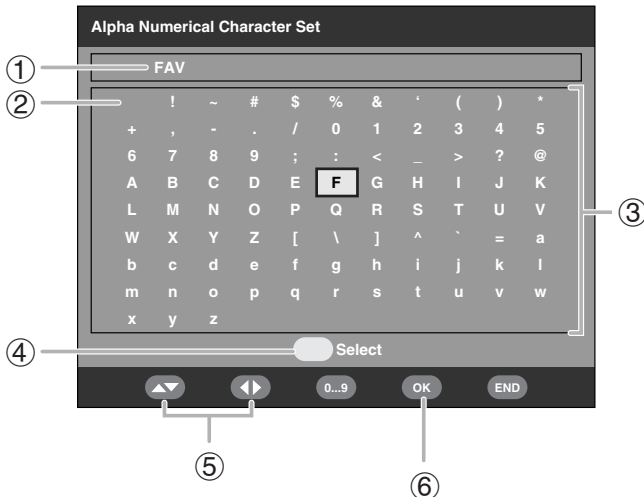 Alpha Numerical Character Set
① FAV
② ! ~ # $ % & ‘ ( ) *
+ , - . / 0 1 2 3 4 5
6 7 8 9 ; : < _ > ? @
A B C D E F G H I J K
③
L M N O P Q R S T U V
W X Y Z [ \ ] ^ ` = a
b c d e f g h i j k l
m n o p q r s t u v w
x y z
④ Select
0...9 OK END
⑤ ⑥